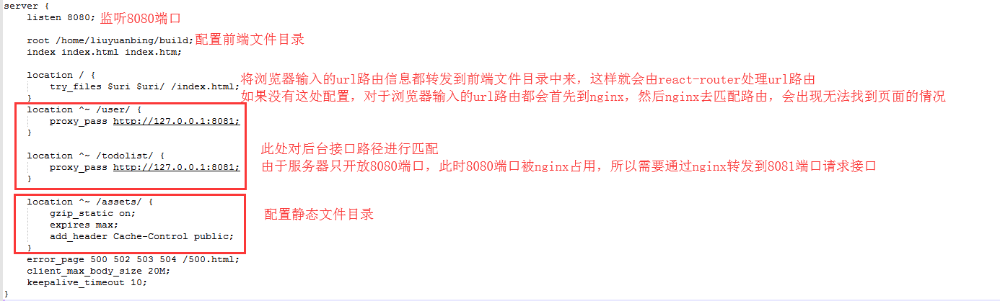 server {
listen 8080; 监听8080端口
root /home/liuyuanbing/build;配置前端文件目录
index index.html index.htm;
location / {
将浏览器输入的url路由信息都转发到前端文件目录中来，这样就会由react-router处理url路由
try_files $uri $uri/ /index.html;
如果没有这处配置，对于浏览器输入的url路由都会首先到nginx，然后nginx去匹配路由，会出现无法找到页面的情况
}
location ^~ /user/ {
proxy_pass http://127.0.0.1:8081;
}
此处对后台接口路径进行匹配
location ^~ /todolist/ {
由于服务器只开放8080端口，此时8080端口被nginx占用，所以需要通过nginx转发到8081端口请求接口
proxy_pass http://127.0.0.1:8081;
}
location ^~ /assets/ {
gzip_static on;
配置静态文件目录
expires max;
add_header Cache-Control public;
}
error_page 500 502 503 504 /500.html;
client_max_body_size 20M;
keepalive_timeout 10;
}